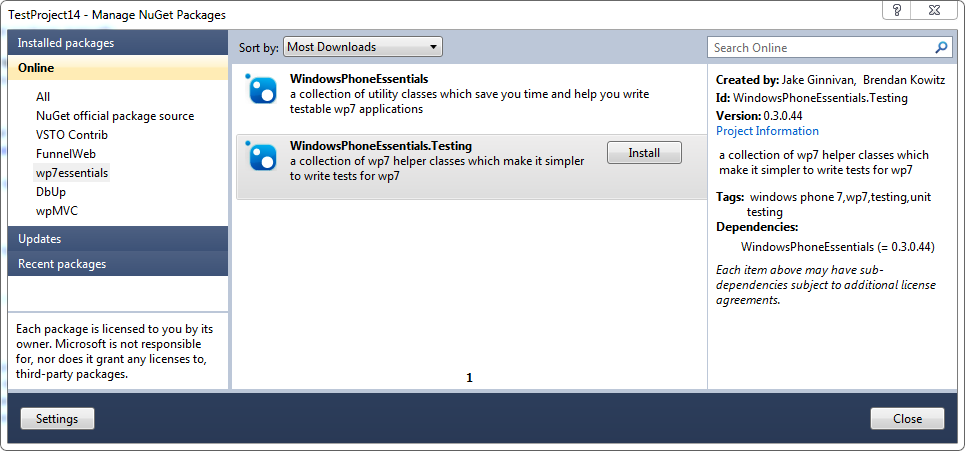 TestProject14 - Manage NuGet Packages
?
Installed packages
Online
All
NuGet official package source
VSTO Contrib
FunnelWeb
wp7essentials
DbUp
wpMVC
Updates
Recent packages
Each package is licensed to you by its
owner. Microsoft is not responsible
for, nor does it grant any licenses to,
third-party packages.
Settings
Sort by: Most Downloads
WindowsPhoneEssentials
a collection of utility classes which save you time and help you write
testable wp7 applications
WindowsPhoneEssentials.Testing
a collection of wp7 helper classes which make it simpler
to write tests for wp7
Install
1
Search Online
Created by: Jake Ginnivan, Brendan Kowitz
Id: WindowsPhoneEssentials.Testing
Version: 0.3.0.44
Project Information
a collection of wp7 helper classes which
make it simpler to write tests for wp7
Tags: windows phone 7,wp7,testing,unit
testing
Dependencies:
WindowsPhoneEssentials (= 0.3.0.44)
Each item above may have sub-
dependencies subject to additional license
agreements.
Close